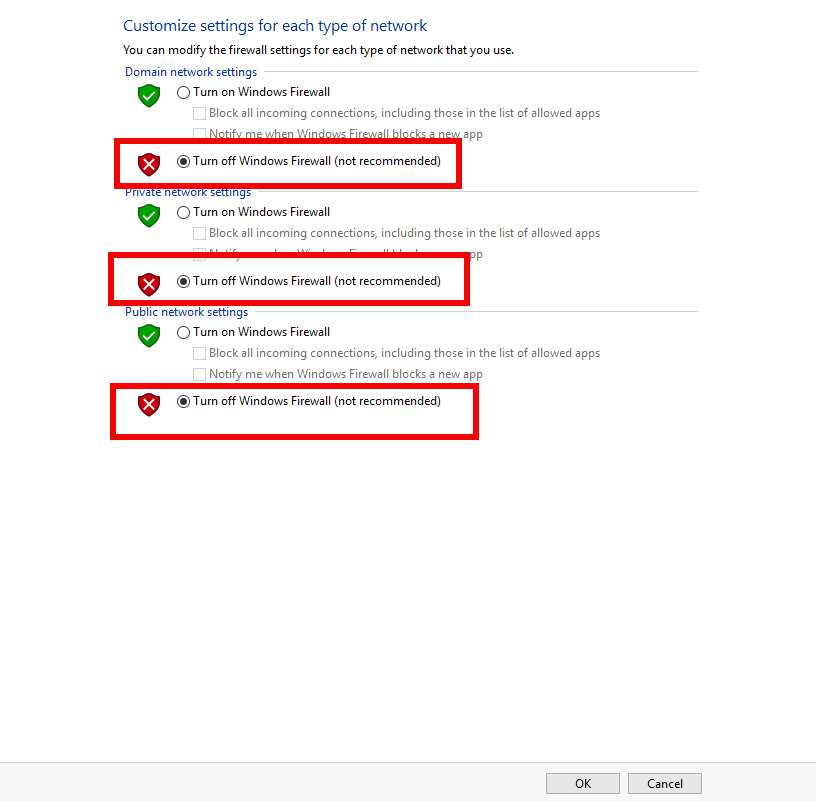 Customize settings for each type of network
You can modify the firewall settings for each type of network that you use.
Domain network settings
Turn on Windows Firewall
Block all incoming connections, including those in the list of allowed apps
Notify me when Windows Firewall blocks a new app
Turn off Windows Firewall (not recommended)
Private network settings
Turn on Windows Firewall
Block all incoming connections, including those in the list of allowed apps
Notify me when Windows Firewall blocks a new app
Turn off Windows Firewall (not recommended)
Public network settings
Turn on Windows Firewall
Block all incoming connections, including those in the list of allowed apps
Notify me when Windows Firewall blocks a new app
Turn off Windows Firewall (not recommended)
OK
Cancel